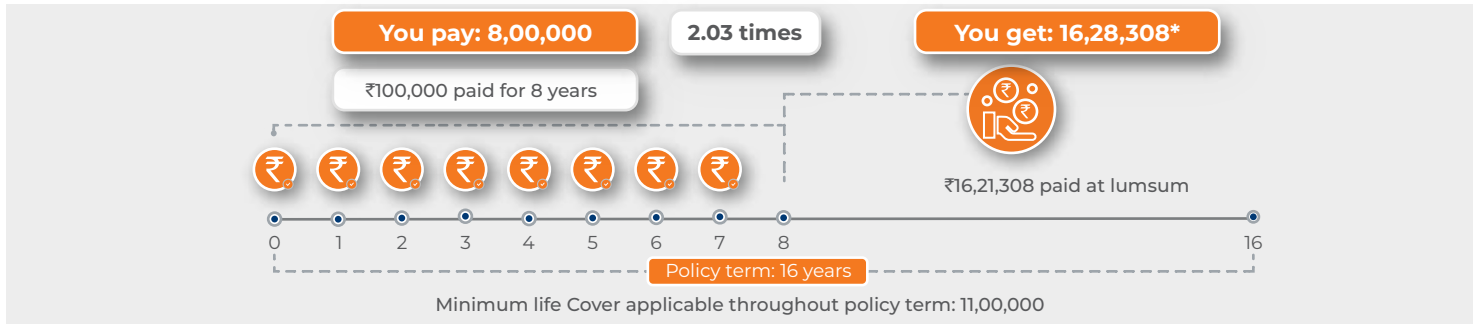 You pay: 8,00,000
2.03 times
You get: 16,28,308*
₹100,000 paid for 8 years
₹ ₹
₹ ₹ ₹ ₹ ₹ ₹ ₹ ₹
₹16,21,308 paid at lumsum
0 1 2 3 4 5 6 7 8 16
Policy term: 16 years
Minimum life Cover applicable throughout policy term: 11,00,000